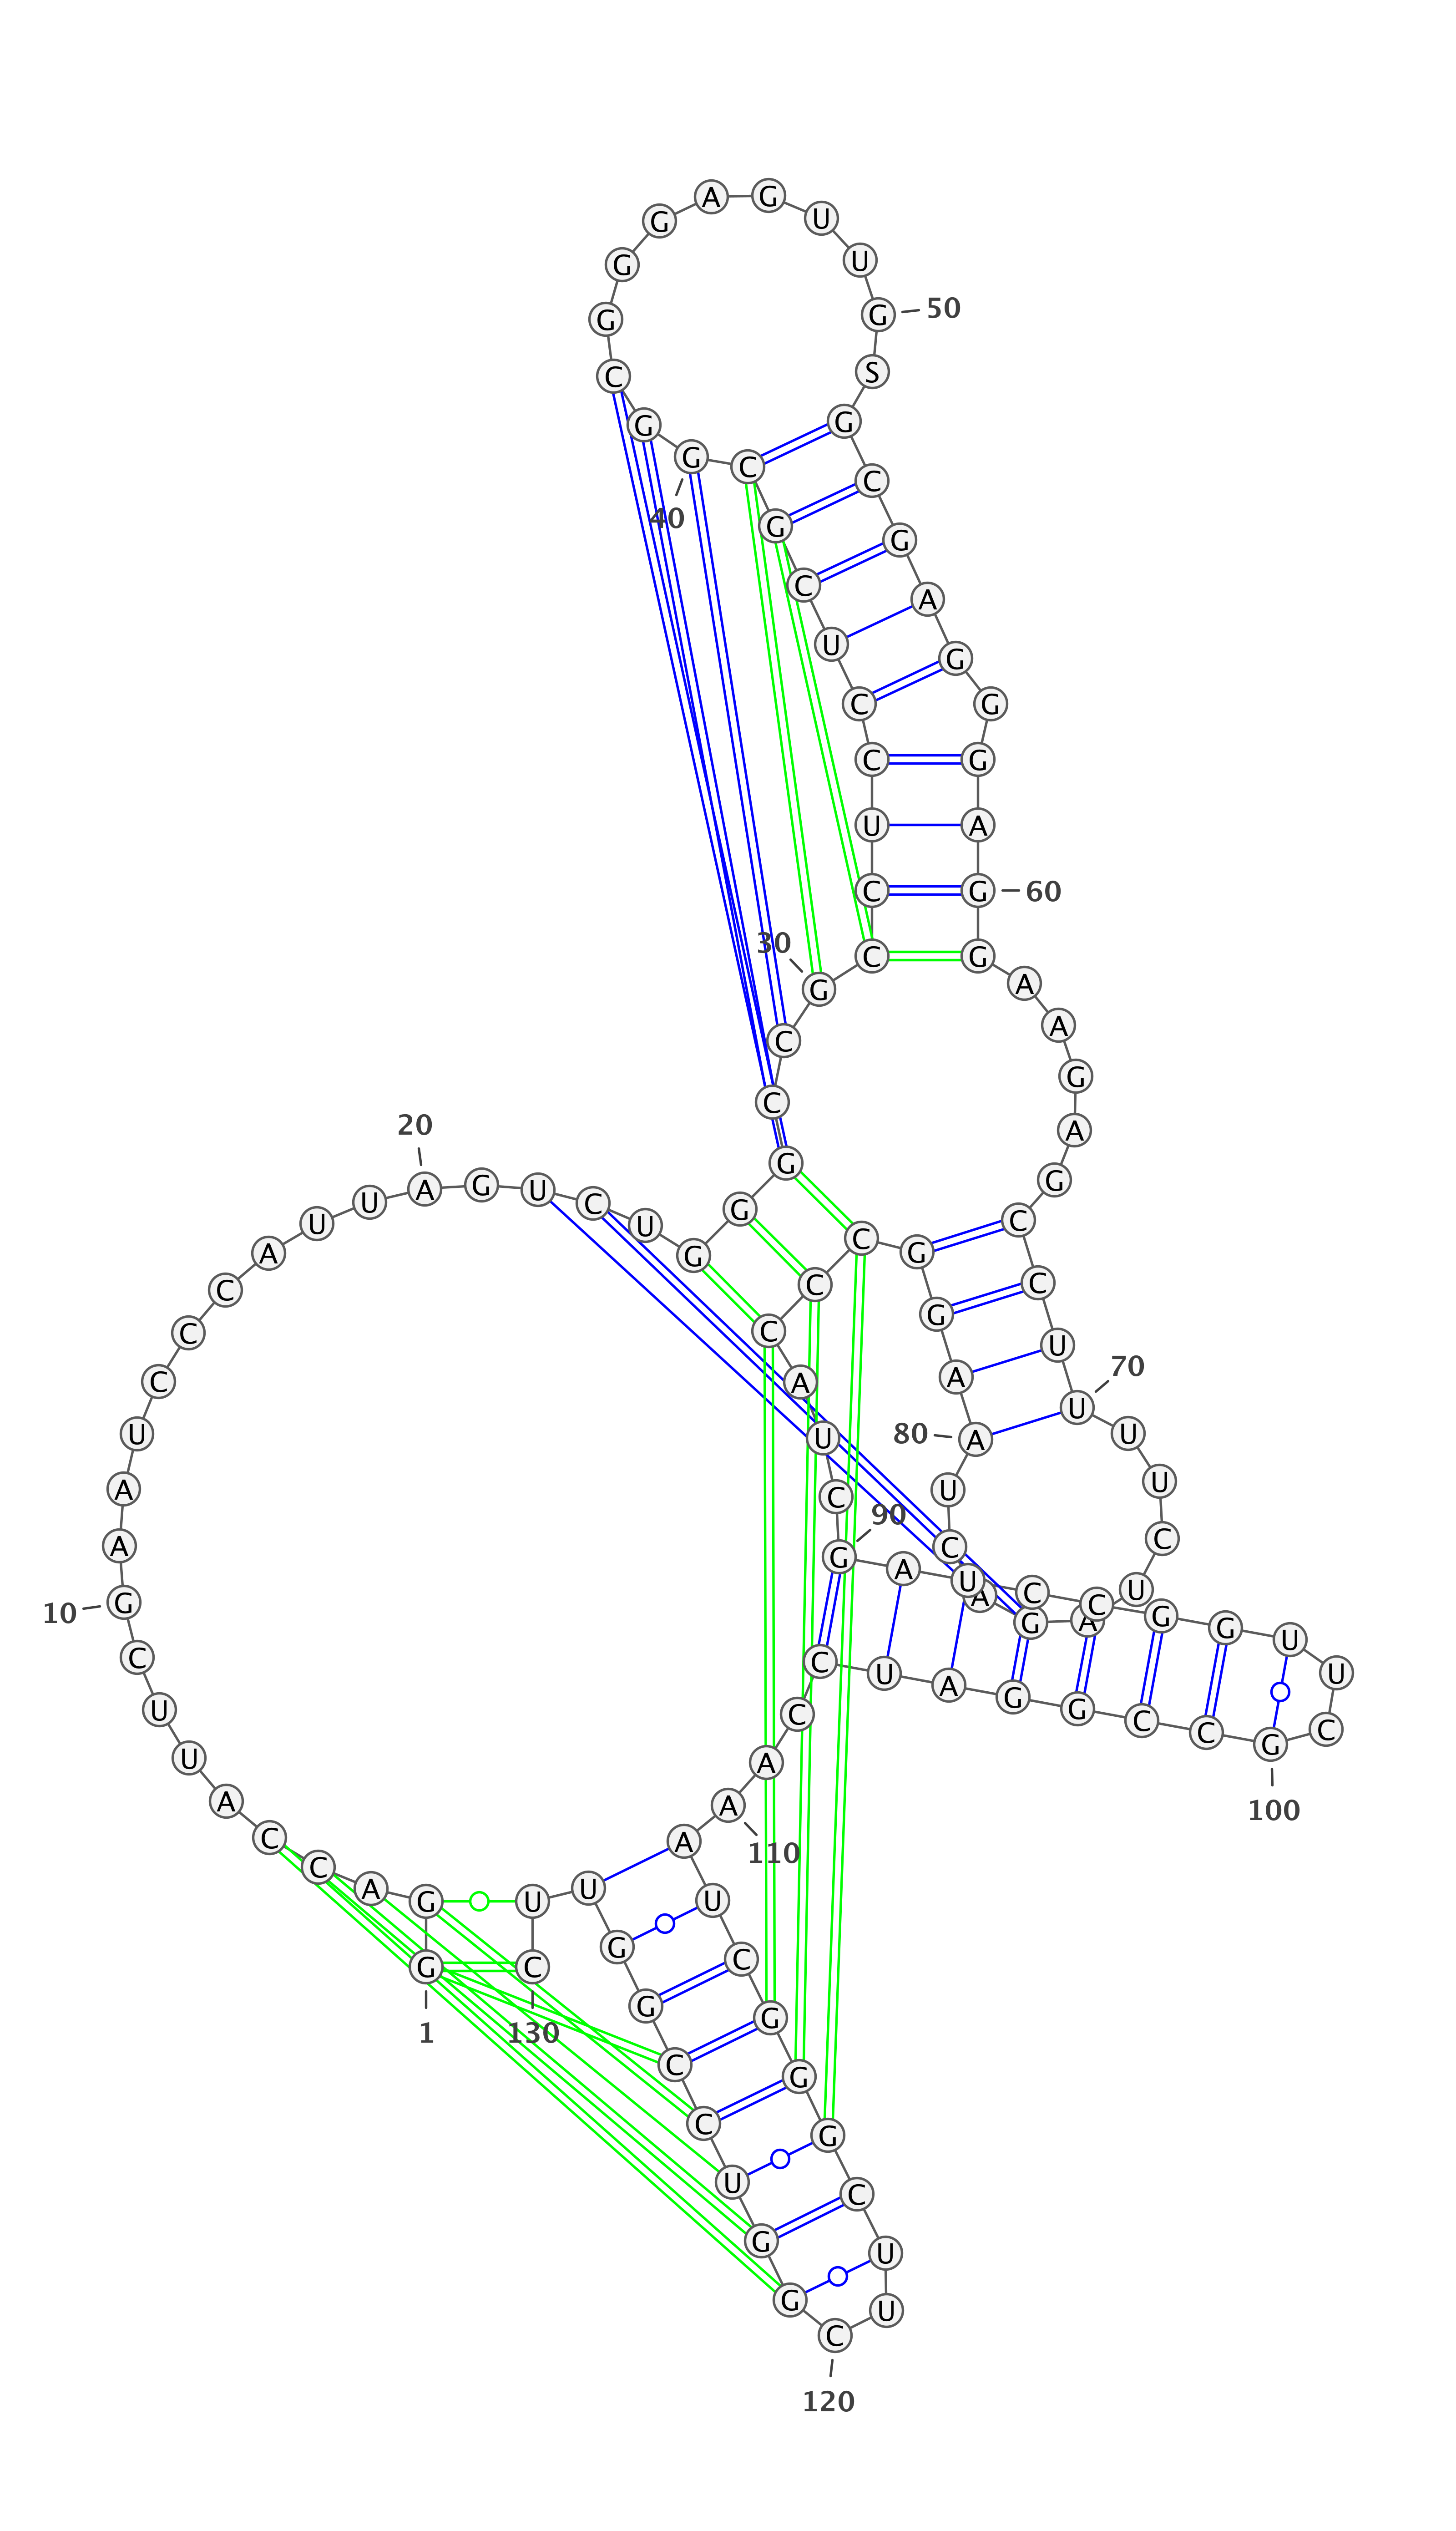 1
G G A C C A U U C G
10
A A U C C C A U U A
20
G U C U G G G C C G
30
C C U C C U C G C G
40
G C G G G A G U U G
50
S G C G A G G G A G
60
G A A G A G C C U U
70
U U C U A G A C U A
80
A G G C C C A U C G
90
A U C C G G U U C G
100
C C G G A U C C A A
110
A U C G G G C U U C
120
G G U C C G G U U C
130